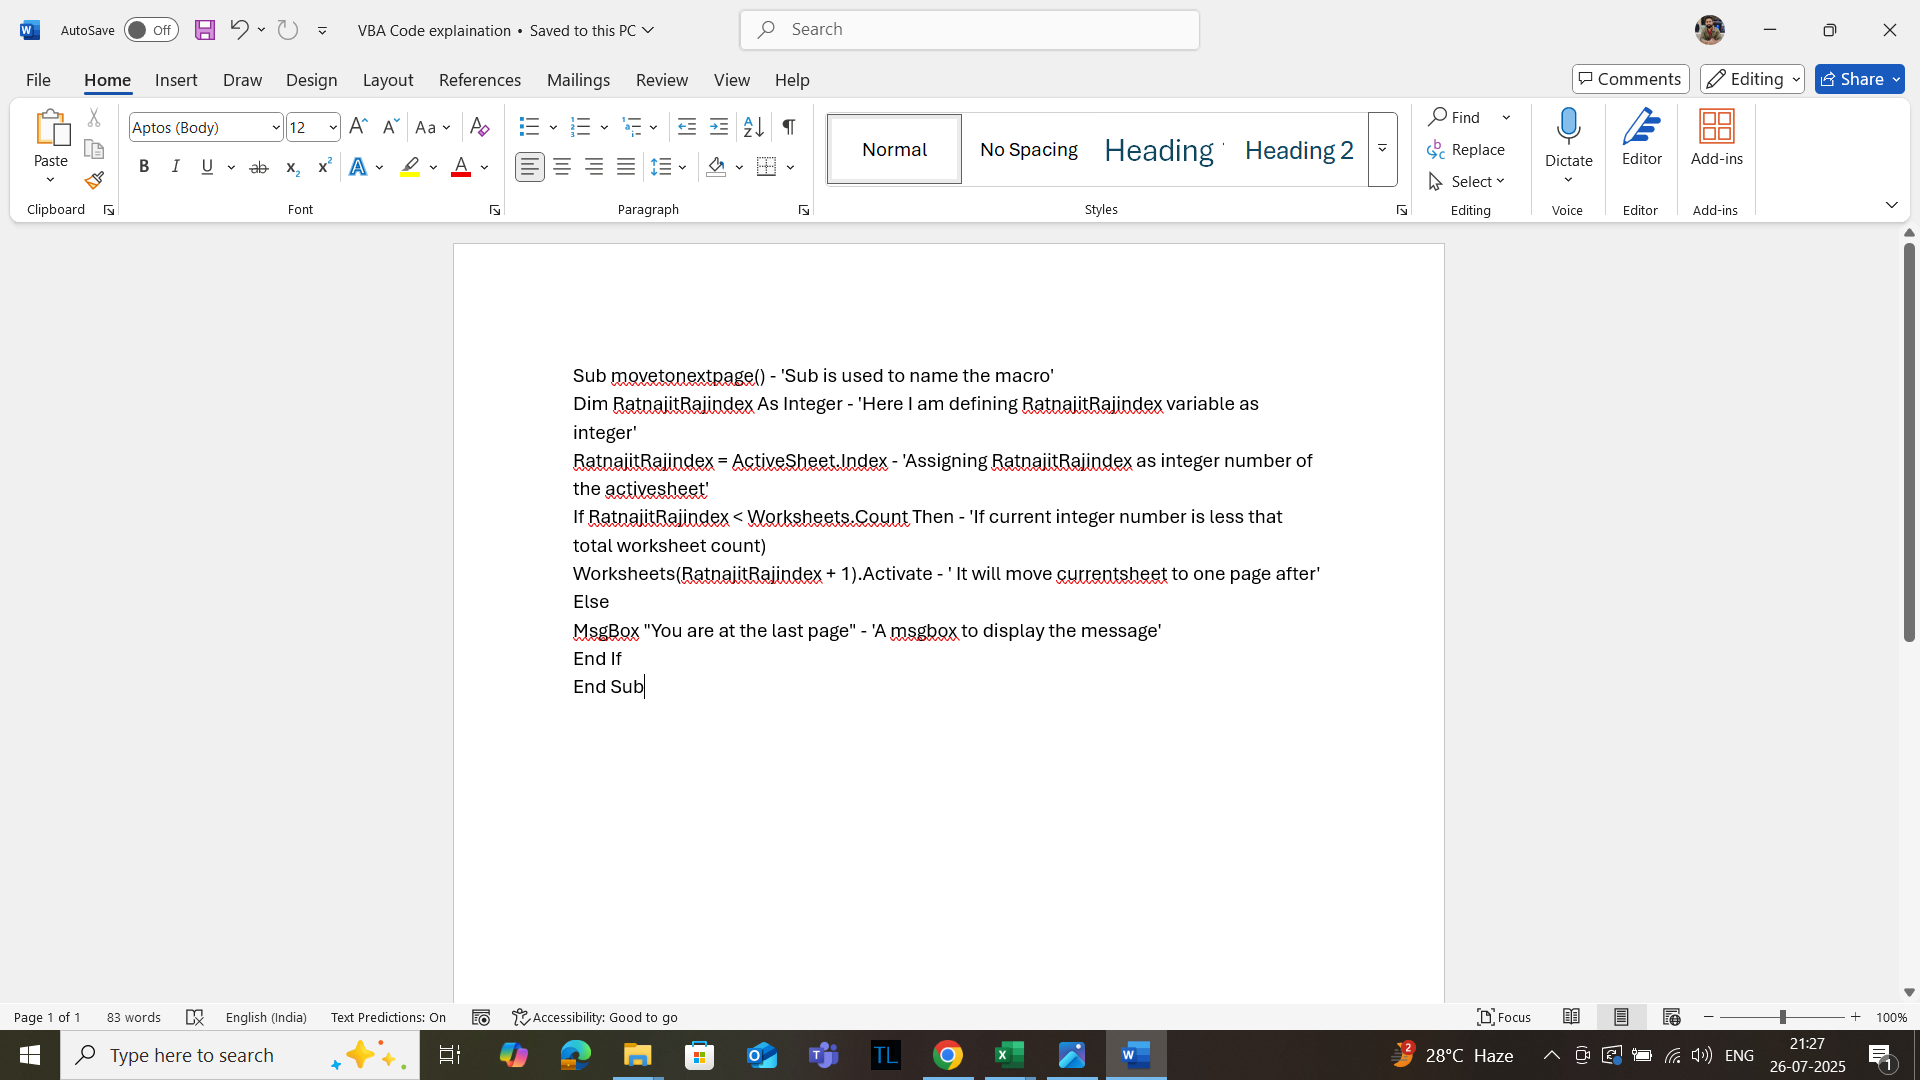 AutoSave Off VBA Code explaination • Saved to this PC Search
File Home Insert Draw Design Layout References Mailings Review View Help Comments Editing Share
Paste Aptos (Body) 12 Aa Normal No Spacing Heading Heading 2 Find Replace Select Dictate Editor Add-ins
Clipboard Font Paragraph Styles Editing Voice Editor Add-ins
Sub movetonextpage() - 'Sub is used to name the macro'
Dim RatnajitRajindex As Integer - 'Here I am defining RatnajitRajindex variable as
integer'
RatnajitRajindex = ActiveSheet.Index - 'Assigning RatnajitRajindex as integer number of
the activesheet'
If RatnajitRajindex < Worksheets.Count Then - 'If current integer number is less that
total worksheet count)
Worksheets(RatnajitRajindex + 1).Activate - ' It will move currentsheet to one page after'
Else
MsgBox "You are at the last page" - 'A msgbox to display the message'
End If
End Sub
Page 1 of 1 83 words English (India) Text Predictions: On Accessibility: Good to go Focus 100%
Type here to search TL 2 28°C Haze ENG 21:27
26-07-2025 1